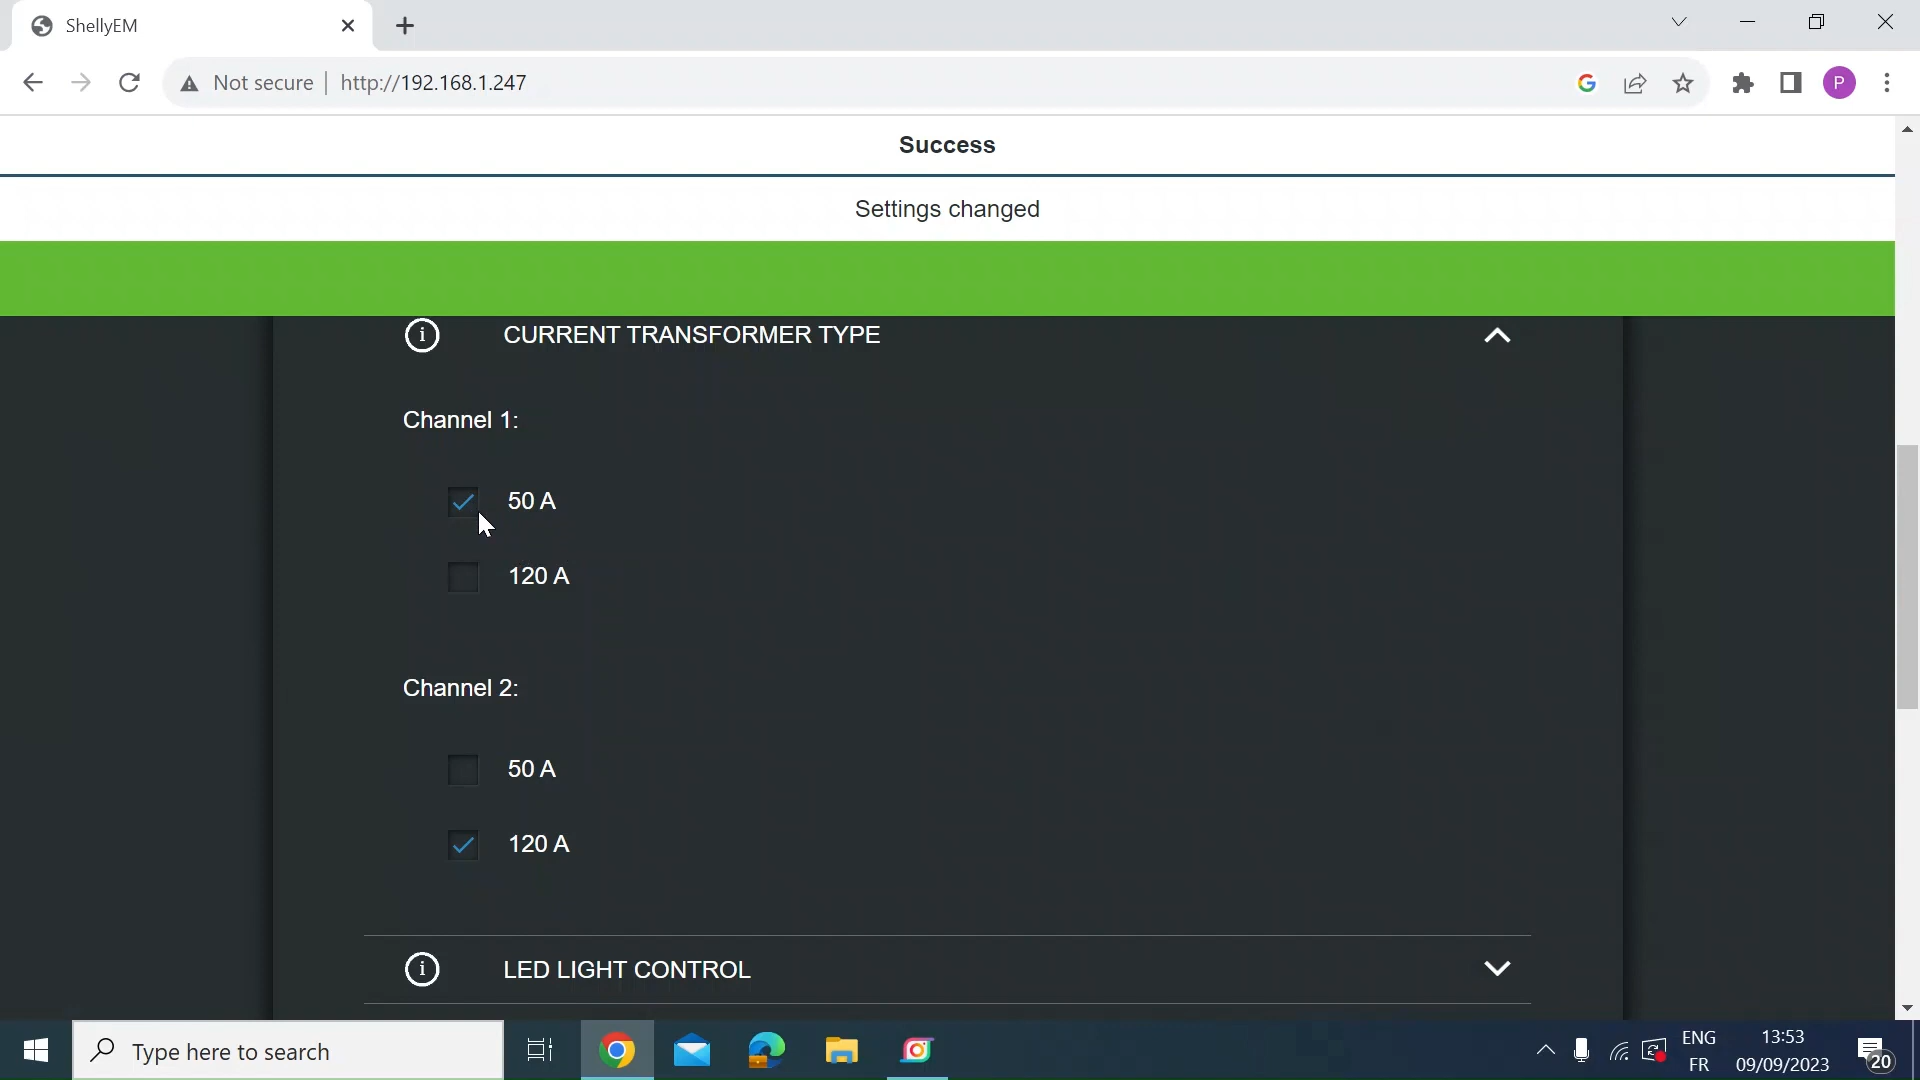 ShellyEM
Not secure | http://192.168.1.247
P
Success
Settings changed
CURRENT TRANSFORMER TYPE
Channel 1:
50 A
120 A
Channel 2:
50 A
120 A
LED LIGHT CONTROL
Type here to search
ENG
FR
13:53
09/09/2023
20